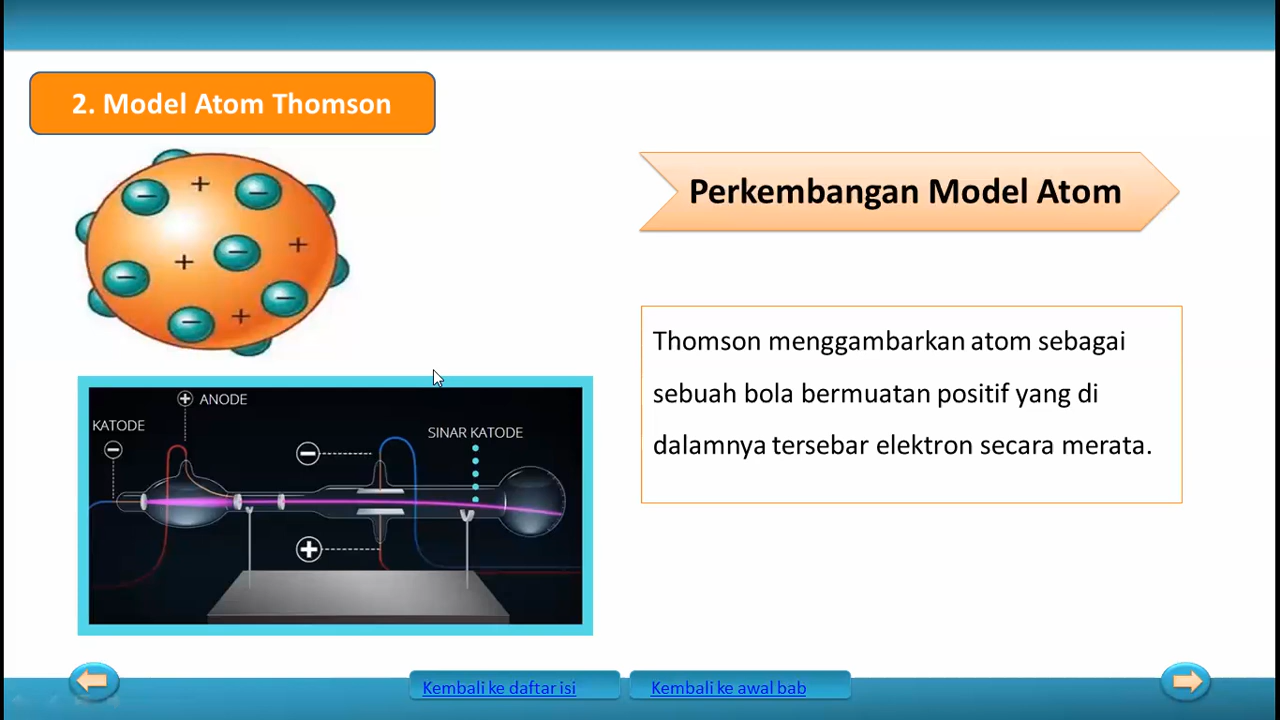 2. Model Atom Thomson
Perkembangan Model Atom
Thomson menggambarkan atom sebagai
sebuah bola bermuatan positif yang di
dalamnya tersebar elektron secara merata.
ANODE
KATODE
SINAR KATODE
Kembali ke daftar isi
Kembali ke awal bab